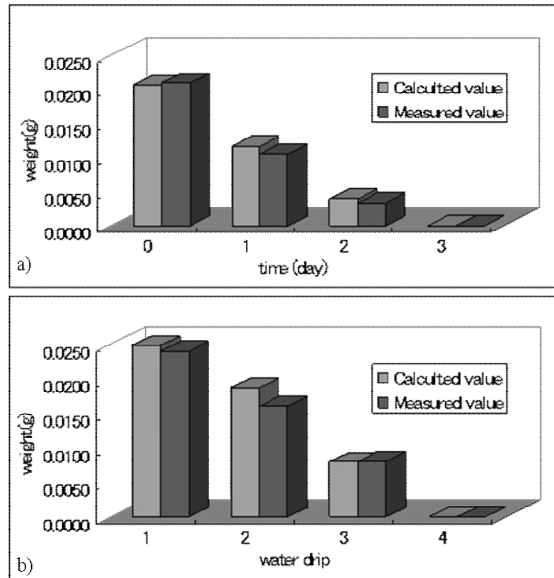 0.0250
0.0200
0.0150
0.0100
0.0050
0.0000
weight(g)
Calculted value
Measured value
0 1 2 3
time (day)
a)
0.0250
0.0200
0.0150
0.0100
0.0050
0.0000
weight(g)
Calculted value
Measured value
1 2 3 4
water drip
b)